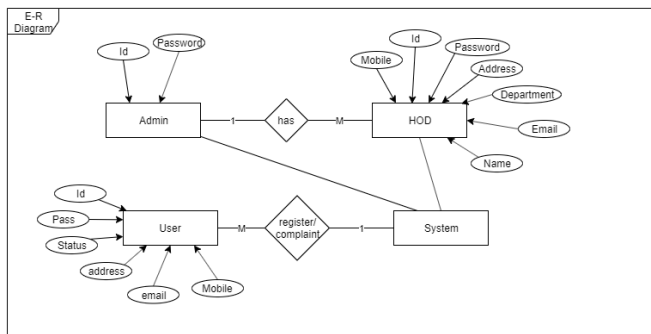 E-R
Diagram
Id
Password
Id
Password
Mobile
Address
Department
Admin
1
has
M
HOD
Email
Name
Id
Pass
User
M
register/
complaint
1
System
Status
address
email
Mobile